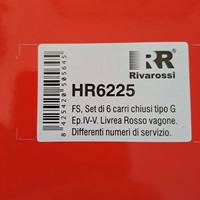 RR
Rivarossi
HR6225
FS, Set di 6 carri chiusi tipo G
Ep.IV-V. Livrea Rosso vagone.
Differenti numeri di servizio.
8425420505645